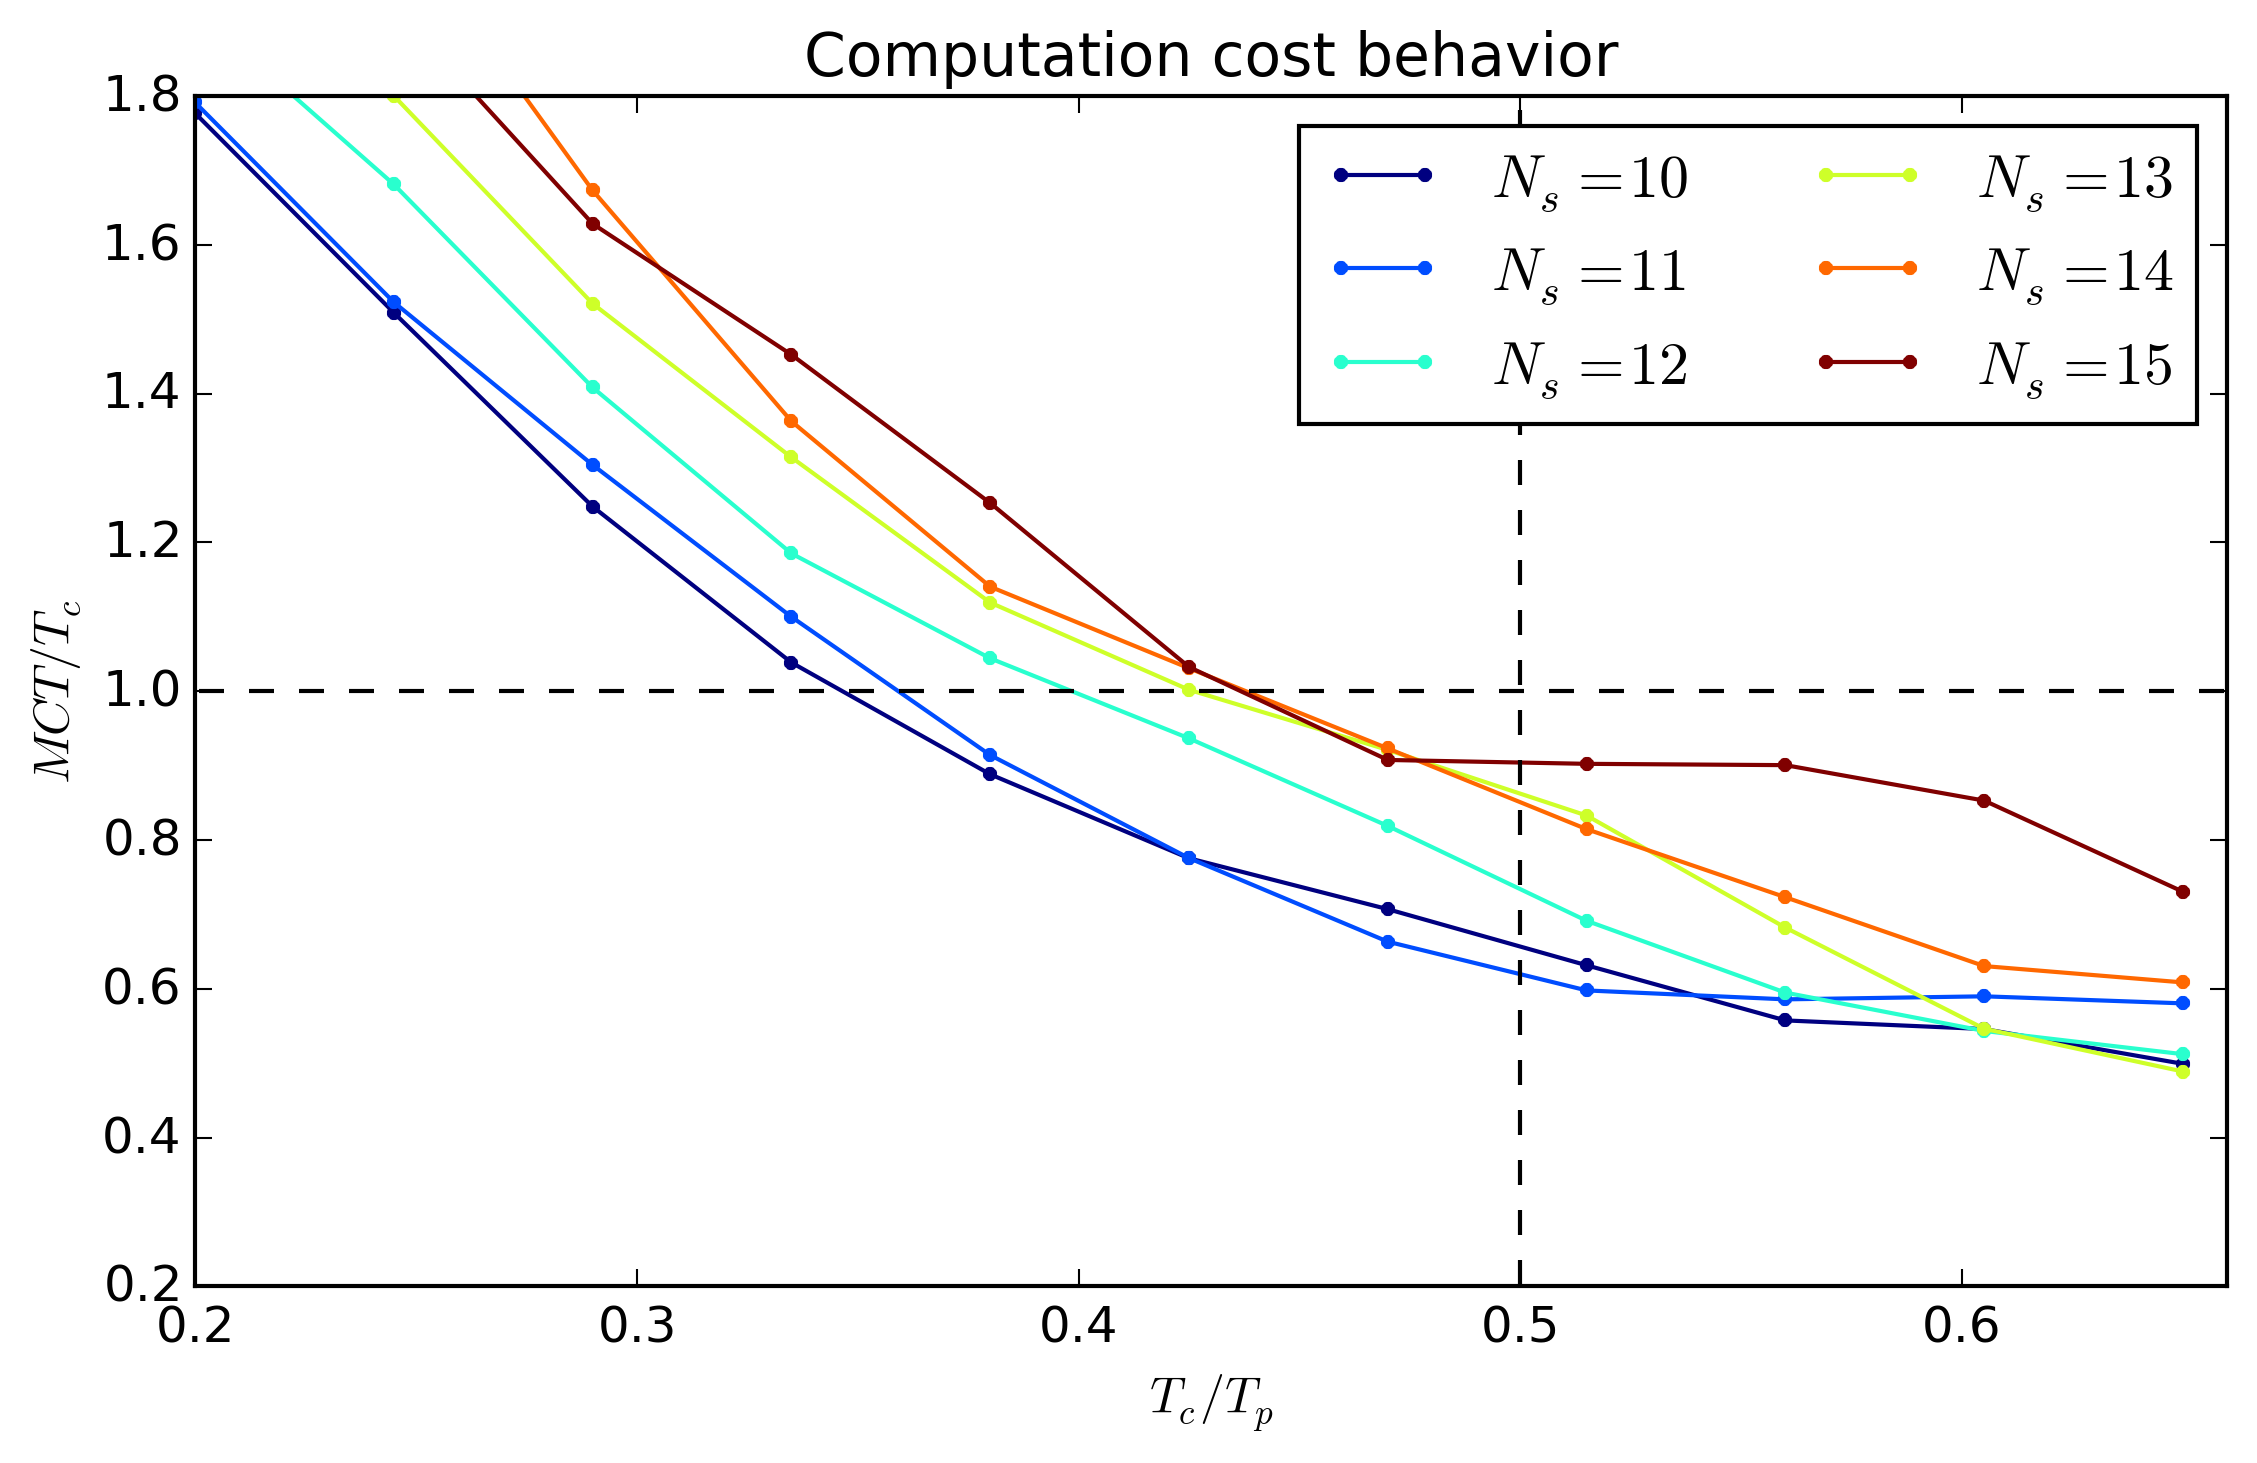 Computation cost behavior
1.8
1.6
1.4
1.2
1.0
0.8
0.6
0.4
0.2
MCT/T_c
N_s = 10
N_s = 11
N_s = 12
N_s = 13
N_s = 14
N_s = 15
0.2 0.3 0.4 0.5 0.6
T_c/T_p